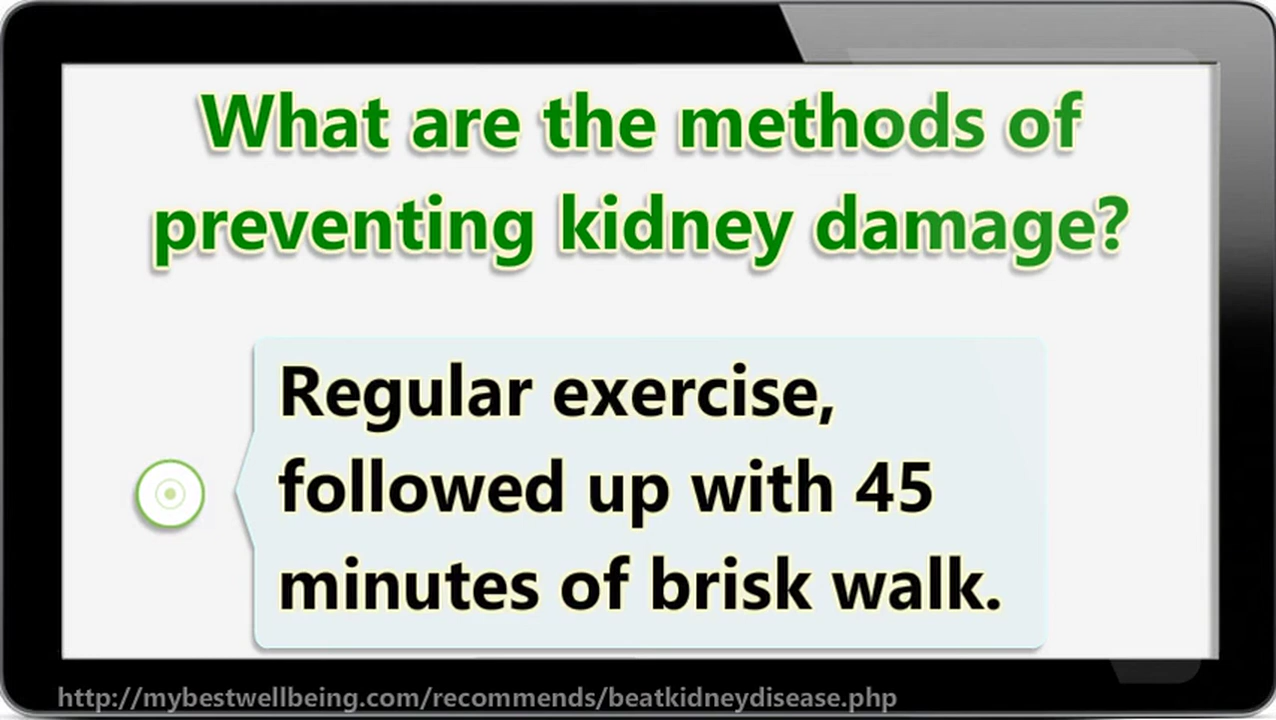 What are the methods of
preventing kidney damage?
Regular exercise,
followed up with 45
minutes of brisk walk.
http://mybestwellbeing.com/recommends/beatkidneydisease.php